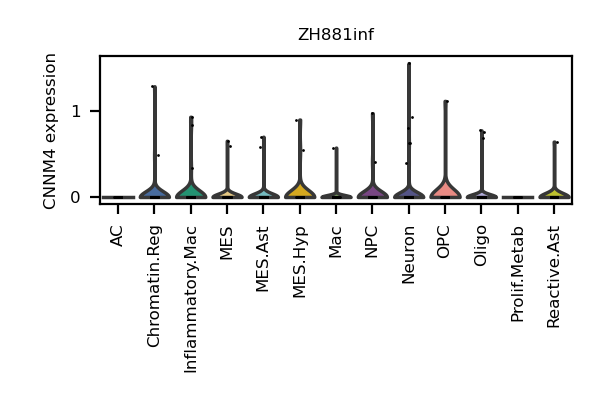 ZH881inf
CNNM4 expression
1
0
AC
Chromatin.Reg
Inflammatory.Mac
MES
MES.Ast
MES.Hyp
Mac
NPC
Neuron
OPC
Oligo
Prolif.Metab
Reactive.Ast